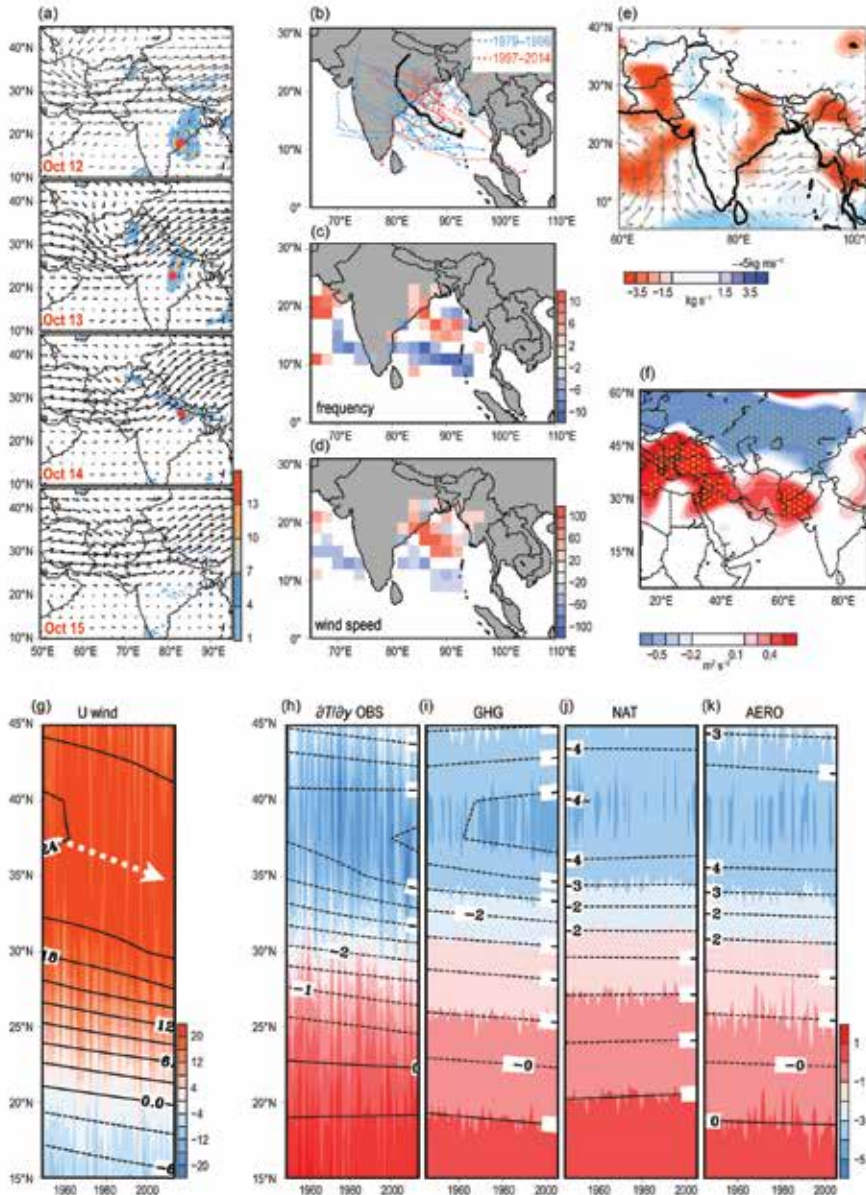 (a)
40°N
30°N
20°N
10°N
Oct 12
40°N
30°N
20°N
10°N
Oct 13
40°N
30°N
20°N
10°N
Oct 14
40°N
30°N
20°N
10°N
Oct 15
50°E 60°E 70°E 80°E 90°E
13
10
7
4
1
(b)
30°N
20°N
10°N
0°
1979–1996
1997–2014
70°E 80°E 90°E 100°E 110°E
(c)
30°N
20°N
10°N
0°
frequency
70°E 80°E 90°E 100°E 110°E
10
6
2
−2
−6
−10
(d)
30°N
20°N
10°N
0°
wind speed
70°E 80°E 90°E 100°E 110°E
100
60
20
−20
−60
−100
(e)
40°N
30°N
20°N
10°N
60°E 80°E 100°E
→5kg ms⁻¹
−3.5 −1.5 1.5 3.5
kg s⁻¹
(f)
60°N
45°N
30°N
15°N
20°E 40°E 60°E 80°E
−0.5 −0.2 0.1 0.4
m² s⁻²
(g)
U wind
45°N
40°N
35°N
30°N
25°N
20°N
15°N
24
18
12
6.
0.0
−6
1960 1980 2000
20
12
4
−4
−12
−20
(h)
∂T/∂y OBS
45°N
40°N
35°N
30°N
25°N
20°N
15°N
−2
−1
0
1960 1980 2000
(i)
GHG
−2
−0
1960 1980 2000
(j)
NAT
−4
−4
−4
−3
−2
−2
1960 1980 2000
(k)
AERO
−3
−4
−3
−2
−2
−0
0
1960 1980 2000
1
−1
−3
−5